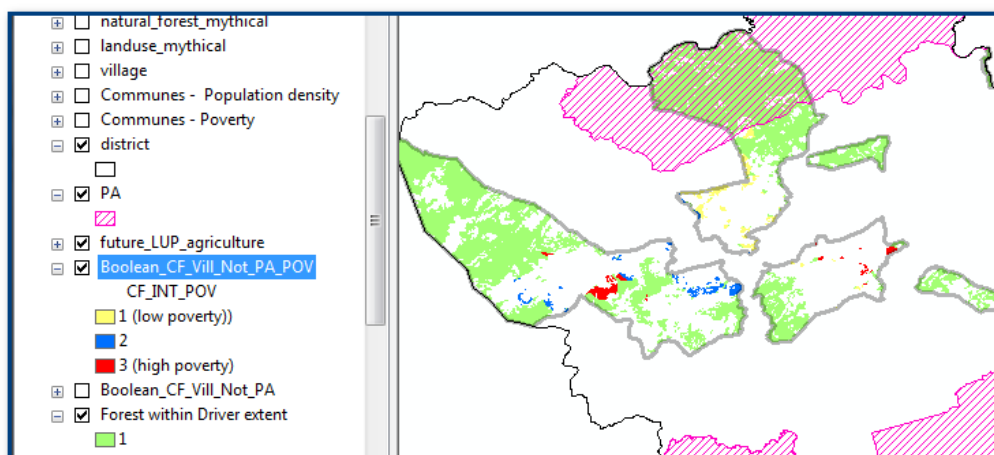 natural_forest_mythical
landuse_mythical
village
Communes - Population density
Communes - Poverty
district
PA
future_LUP_agriculture
Boolean_CF_Vill_Not_PA_POV
CF_INT_POV
1 (low poverty))
2
3 (high poverty)
Boolean_CF_Vill_Not_PA
Forest within Driver extent
1